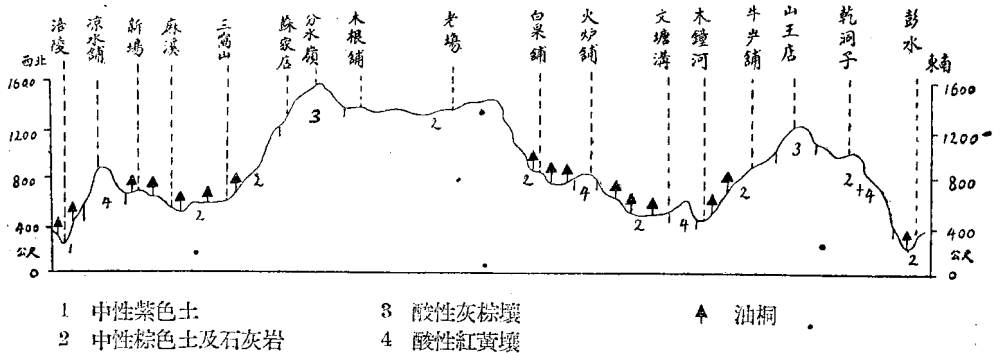 涪陵 凉水舖 新場 麻溪 三窩山 蘇家店 分水嶺 木根舖 老場 白果舖 火炉舖 文塘溝 木鐘河 牛岁舖 山王店 乾洞子 彭水
西北 東南
1600 1600
1200 1200
800 800
400 400
公尺 公尺
0 0
1 4 2 2 3 2 2 4 2 4 2 3 2+4 2
1 中性紫色土 3 酸性灰棕壤 油桐
2 中性棕色土及石灰岩 4 酸性紅黃壤